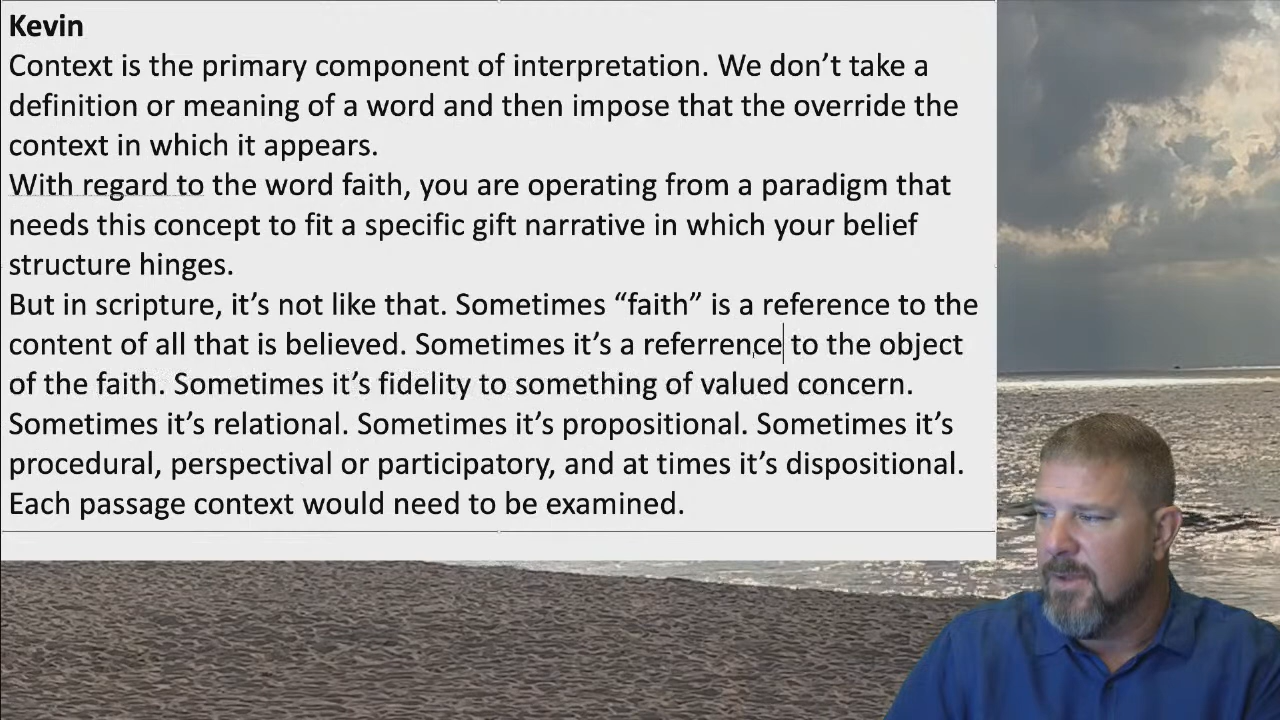 Kevin
Context is the primary component of interpretation. We don’t take a
definition or meaning of a word and then impose that the override the
context in which it appears.
With regard to the word faith, you are operating from a paradigm that
needs this concept to fit a specific gift narrative in which your belief
structure hinges.
But in scripture, it’s not like that. Sometimes “faith” is a reference to the
content of all that is believed. Sometimes it’s a referrence to the object
of the faith. Sometimes it’s fidelity to something of valued concern.
Sometimes it’s relational. Sometimes it’s propositional. Sometimes it’s
procedural, perspectival or participatory, and at times it’s dispositional.
Each passage context would need to be examined.